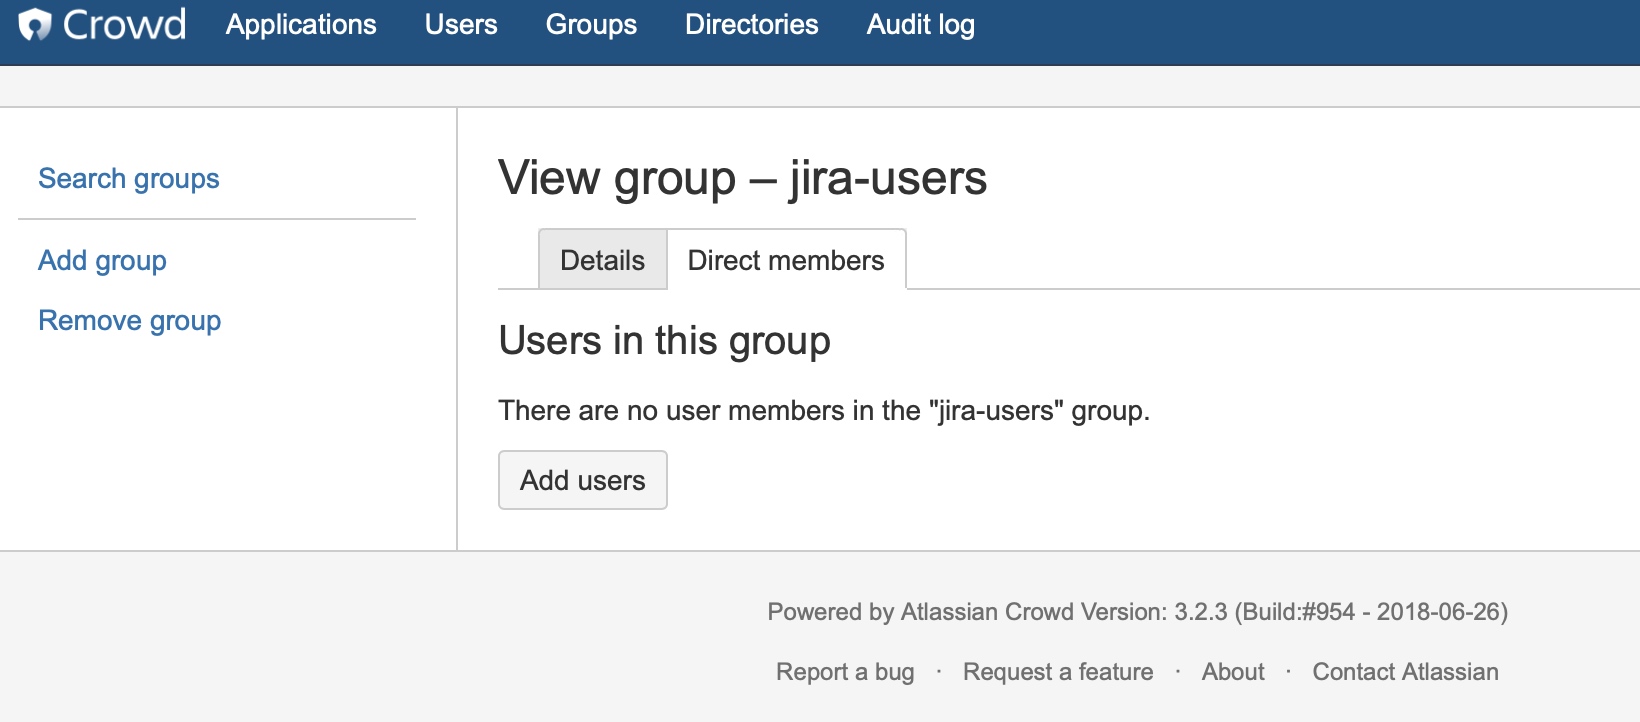 Crowd Applications Users Groups Directories Audit log
Search groups
Add group
Remove group
View group – jira-users
Details Direct members
Users in this group
There are no user members in the "jira-users" group.
Add users
Powered by Atlassian Crowd Version: 3.2.3 (Build:#954 - 2018-06-26)
Report a bug · Request a feature · About · Contact Atlassian